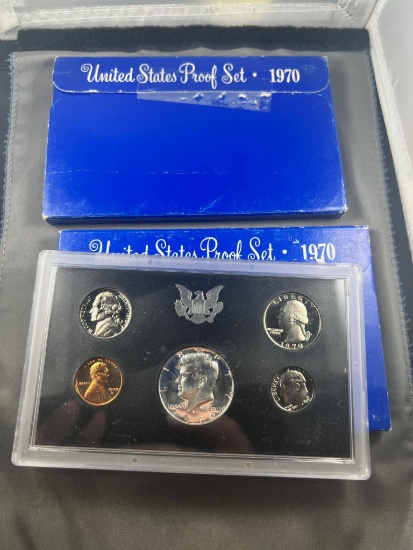 United States Proof Set · 1970
United States Proof Set · 1970
LIBERTY
1970